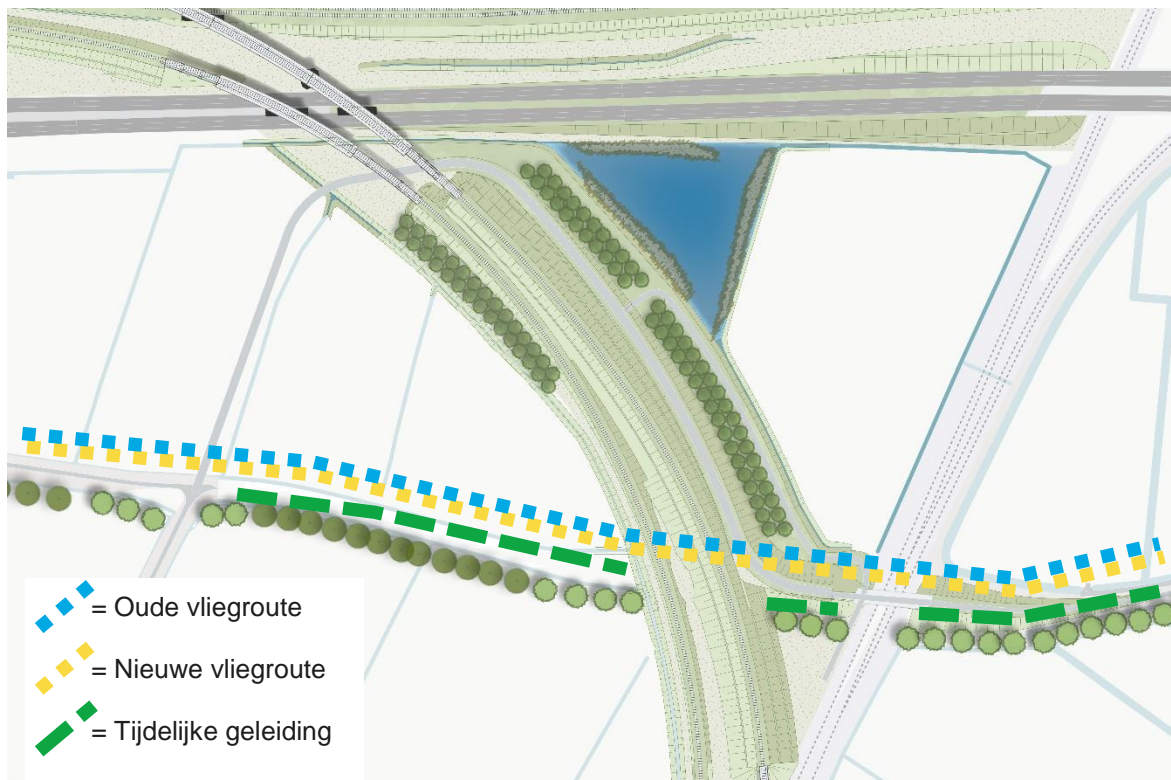 = Oude vliegroute
= Nieuwe vliegroute
= Tijdelijke geleiding